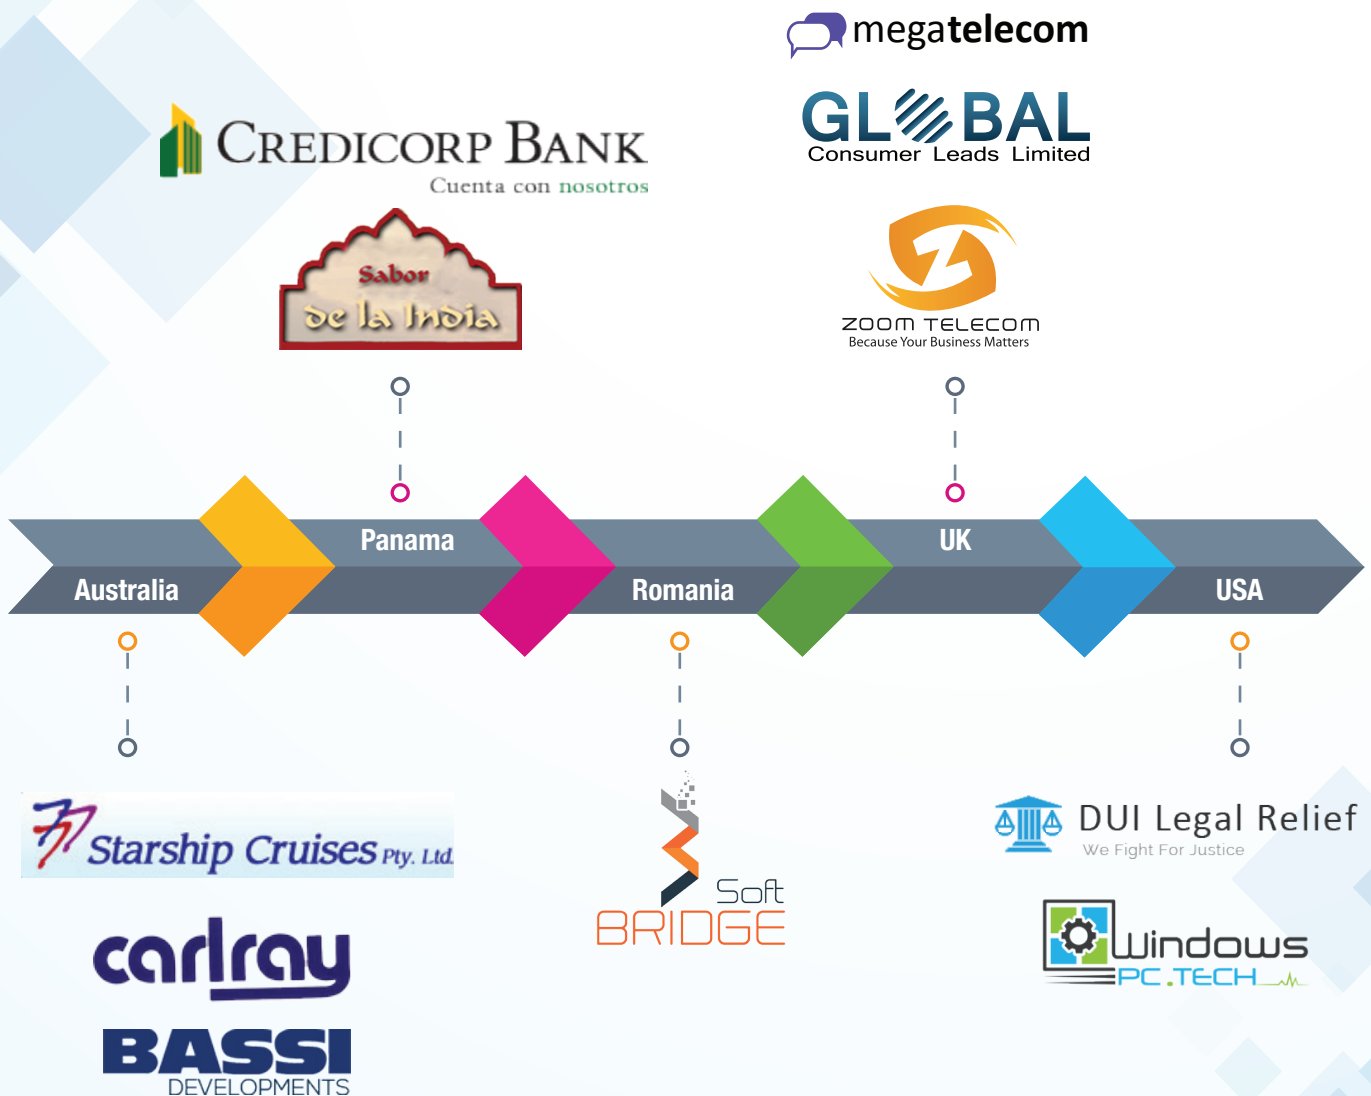 megatelecom
GLOBAL
Consumer Leads Limited
CREDICORP BANK
Cuenta con nosotros
Sabor
de la India
Z
ZOOM TELECOM
Because Your Business Matters
Panama
UK
Australia
Romania
USA
Starship Cruises Pty. Ltd.
carlray
BASSI
DEVELOPMENTS
Soft
BRIDGE
DUI Legal Relief
We Fight For Justice
Windows
PC.TECH